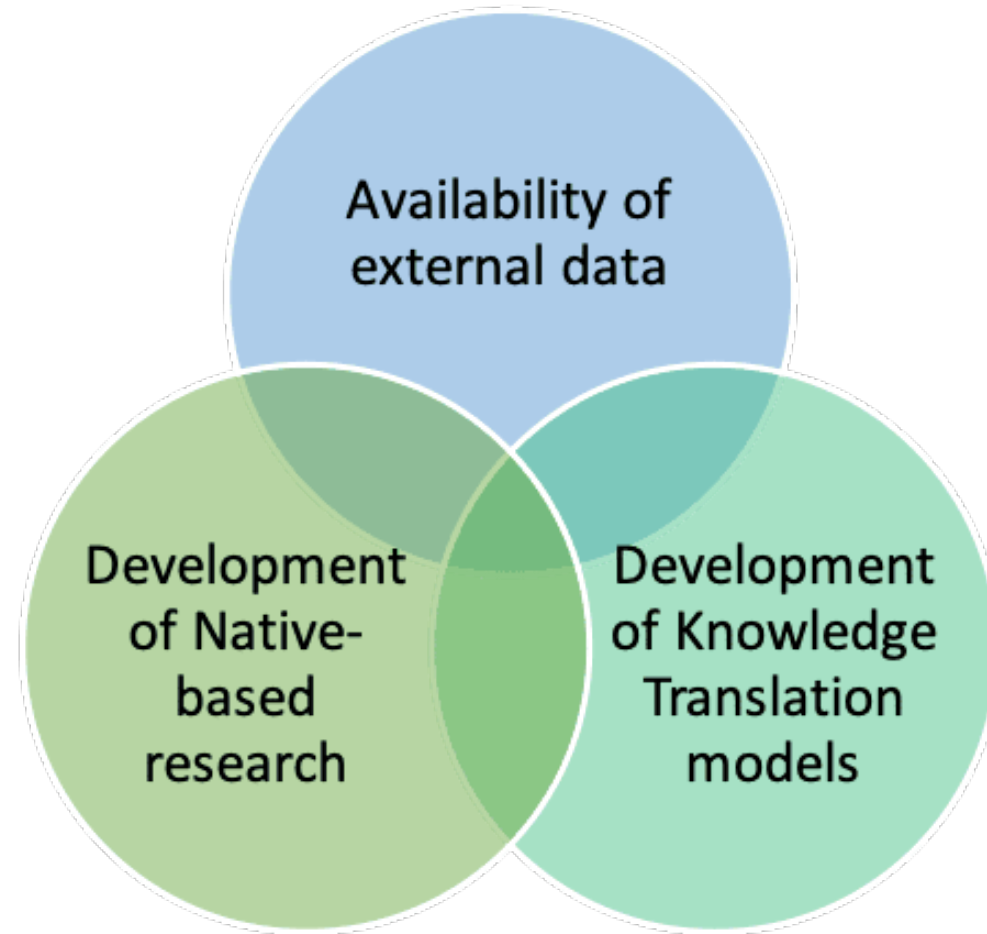 Availability of
external data
Development
of Native-
based
research
Development
of Knowledge
Translation
models